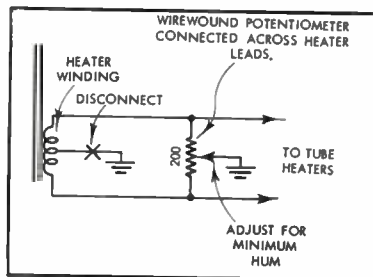 WIREWOUND POTENTIOMETER
CONNECTED ACROSS HEATER
LEADS.
HEATER
WINDING
DISCONNECT
200
TO TUBE
HEATERS
ADJUST FOR
MINIMUM
HUM